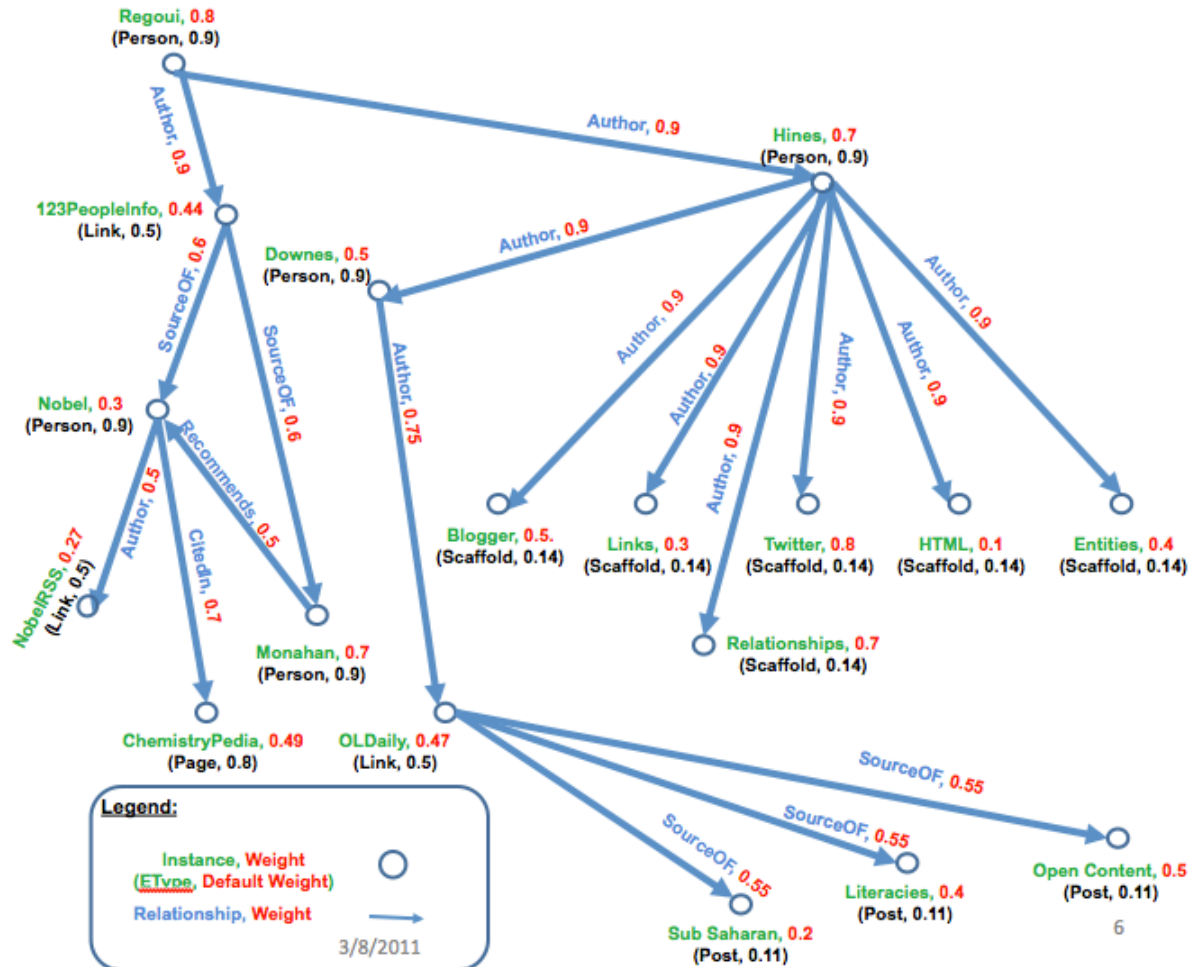 Regoui, 0.8
(Person, 0.9)
Author, 0.9
Author, 0.9
Hines, 0.7
(Person, 0.9)
123PeopleInfo, 0.44
(Link, 0.5)
Downes, 0.5
(Person, 0.9)
Author, 0.9
SourceOF, 0.6
SourceOF, 0.6
Author, 0.75
Author, 0.9
Author, 0.9
Author, 0.9
Author, 0.9
Author, 0.9
Author, 0.9
Nobel, 0.3
(Person, 0.9)
Recommends, 0.5
Author, 0.5
CitedIn, 0.7
NobelRSS, 0.27
(Link, 0.5)
Blogger, 0.5.
(Scaffold, 0.14)
Links, 0.3
(Scaffold, 0.14)
Twitter, 0.8
(Scaffold, 0.14)
HTML, 0.1
(Scaffold, 0.14)
Entities, 0.4
(Scaffold, 0.14)
Monahan, 0.7
(Person, 0.9)
Relationships, 0.7
(Scaffold, 0.14)
ChemistryPedia, 0.49
(Page, 0.8)
OLDaily, 0.47
(Link, 0.5)
SourceOF, 0.55
SourceOF, 0.55
SourceOF, 0.55
Sub Saharan, 0.2
(Post, 0.11)
Literacies, 0.4
(Post, 0.11)
Open Content, 0.5
(Post, 0.11)
Legend:
Instance, Weight
(EType, Default Weight)
Relationship, Weight
3/8/2011
6